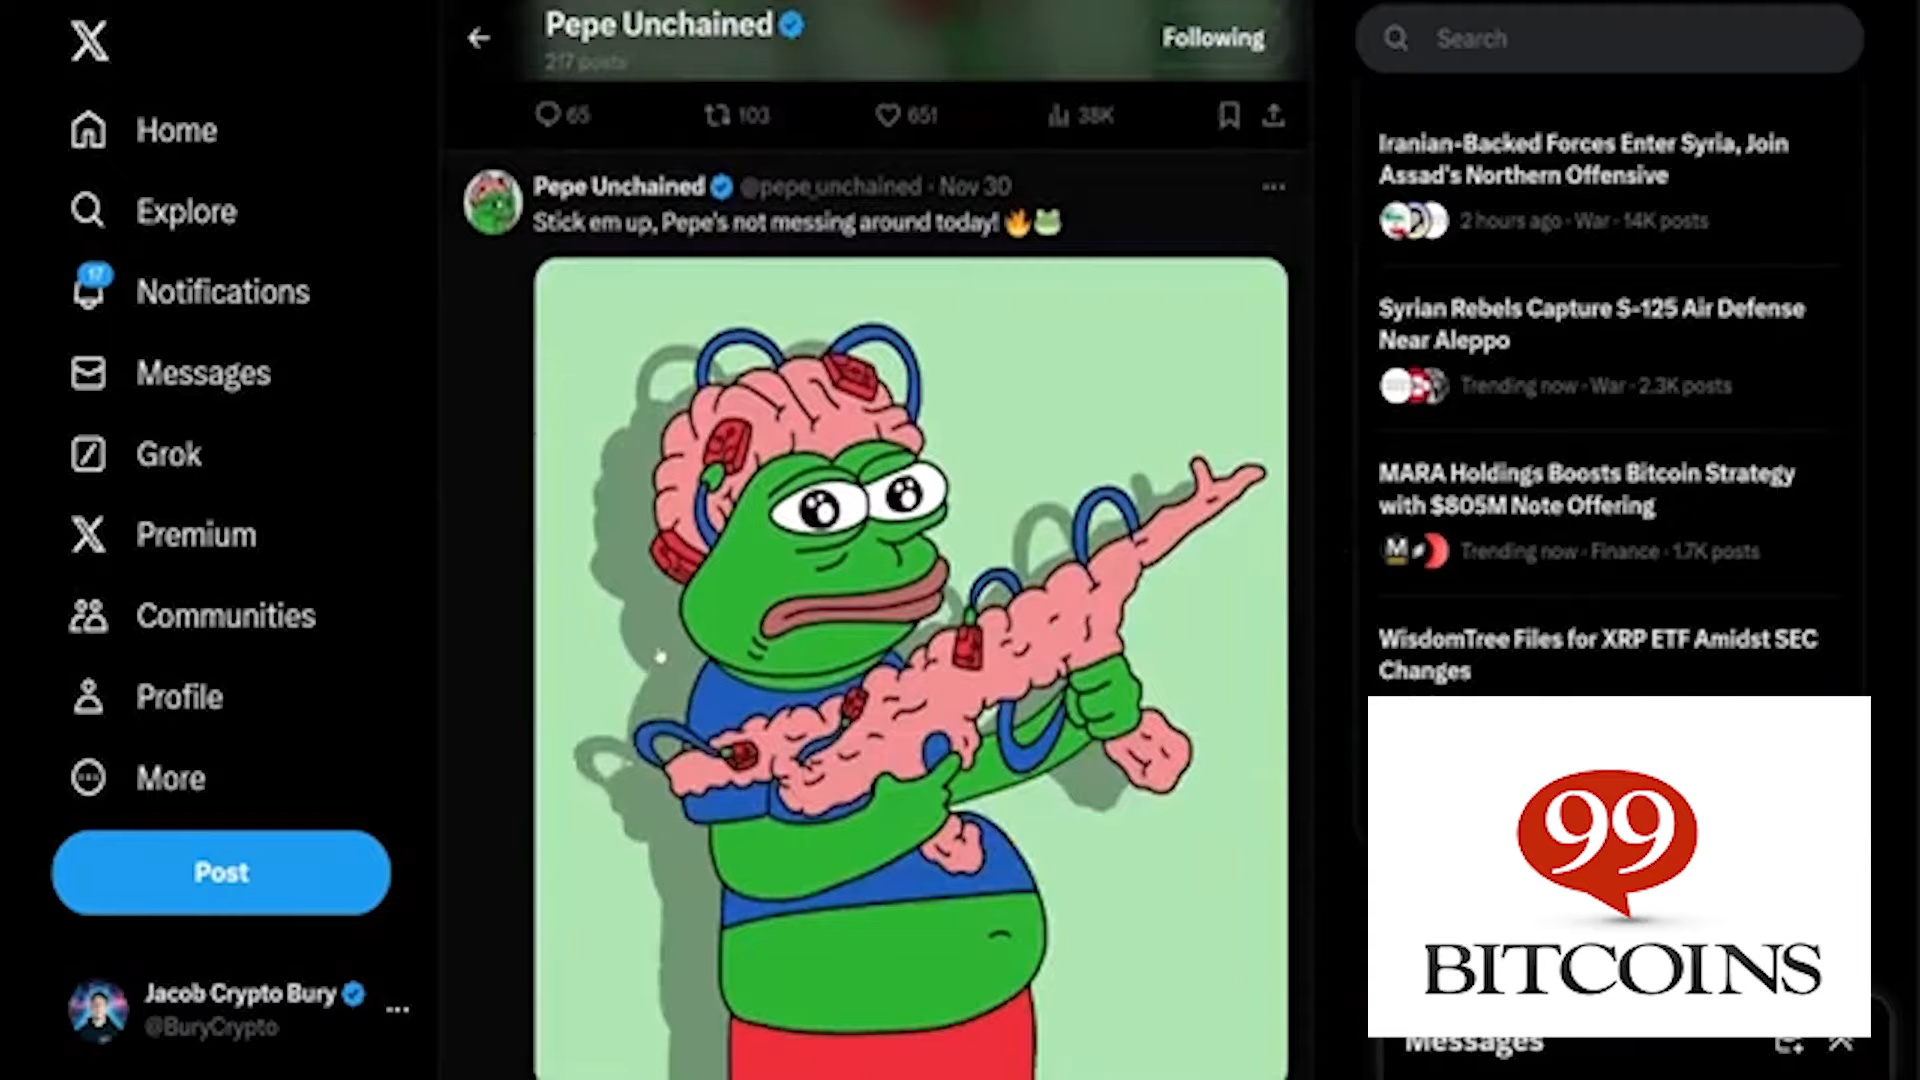 Home
Explore
17
Notifications
Messages
Grok
Premium
Communities
Profile
More
Post
Jacob Crypto Bury
@BuryCrypto
Pepe Unchained
217 posts
Following
65
103
651
38K
Pepe Unchained @pepe_unchained · Nov 30
Stick em up, Pepe's not messing around today! 🔥🐸
Search
Iranian-Backed Forces Enter Syria, Join
Assad's Northern Offensive
2 hours ago · War · 14K posts
Syrian Rebels Capture S-125 Air Defense
Near Aleppo
Trending now · War · 2.3K posts
MARA Holdings Boosts Bitcoin Strategy
with $805M Note Offering
Trending now · Finance · 1.7K posts
WisdomTree Files for XRP ETF Amidst SEC
Changes
99
BITCOINS
Messages